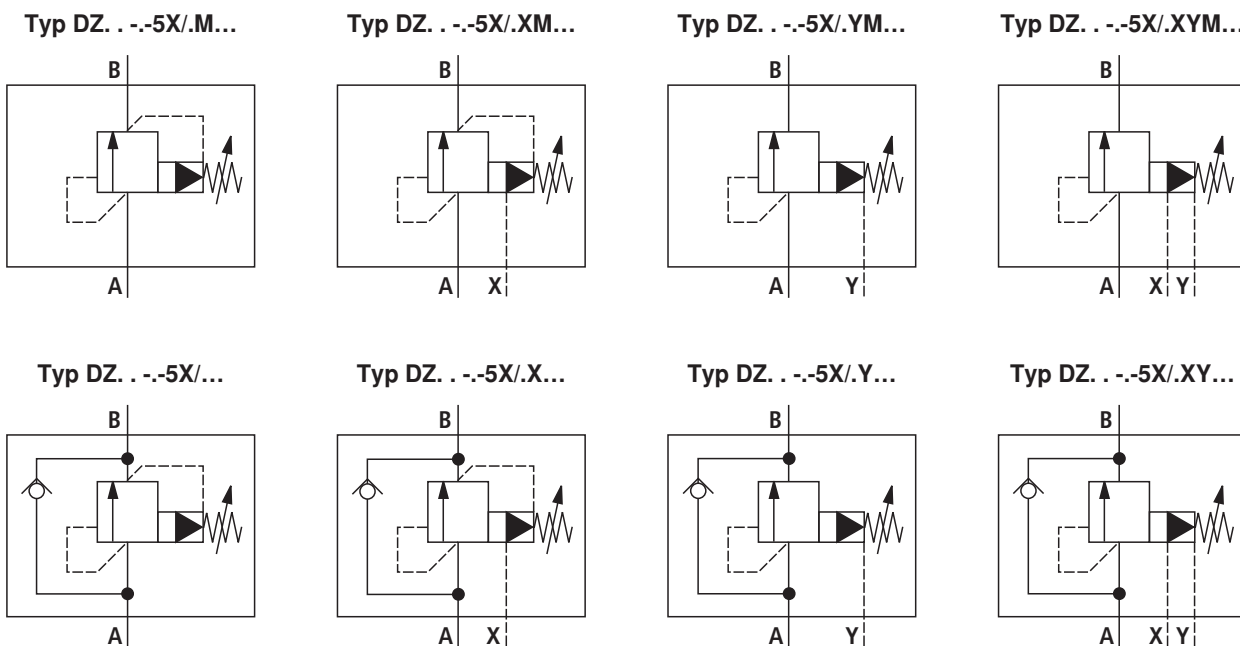 Typ DZ. . -.-5X/.M... Typ DZ. . -.-5X/.XM... Typ DZ. . -.-5X/.YM... Typ DZ. . -.-5X/.XYM...
B B B B
A A X A Y A X Y
Typ DZ. . -.-5X/... Typ DZ. . -.-5X/.X... Typ DZ. . -.-5X/.Y... Typ DZ. . -.-5X/.XY...
B B B B
A A X A Y A X Y